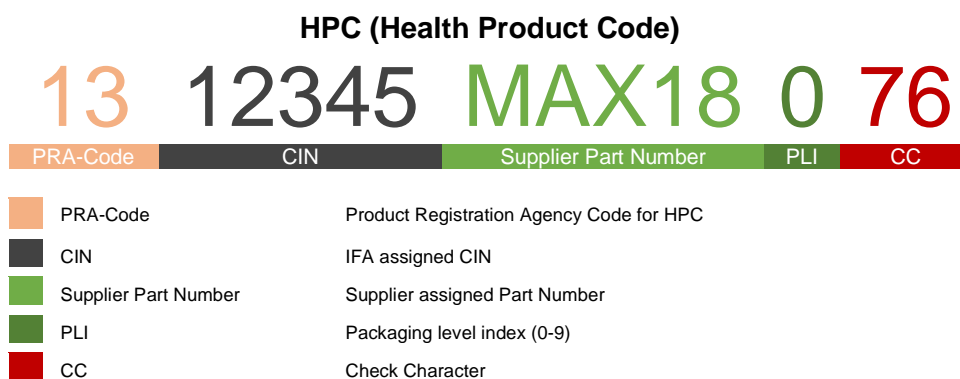 HPC (Health Product Code)
13 12345 MAX18 0 76
PRA-Code CIN Supplier Part Number PLI CC
PRA-Code Product Registration Agency Code for HPC
CIN IFA assigned CIN
Supplier Part Number Supplier assigned Part Number
PLI Packaging level index (0-9)
CC Check Character